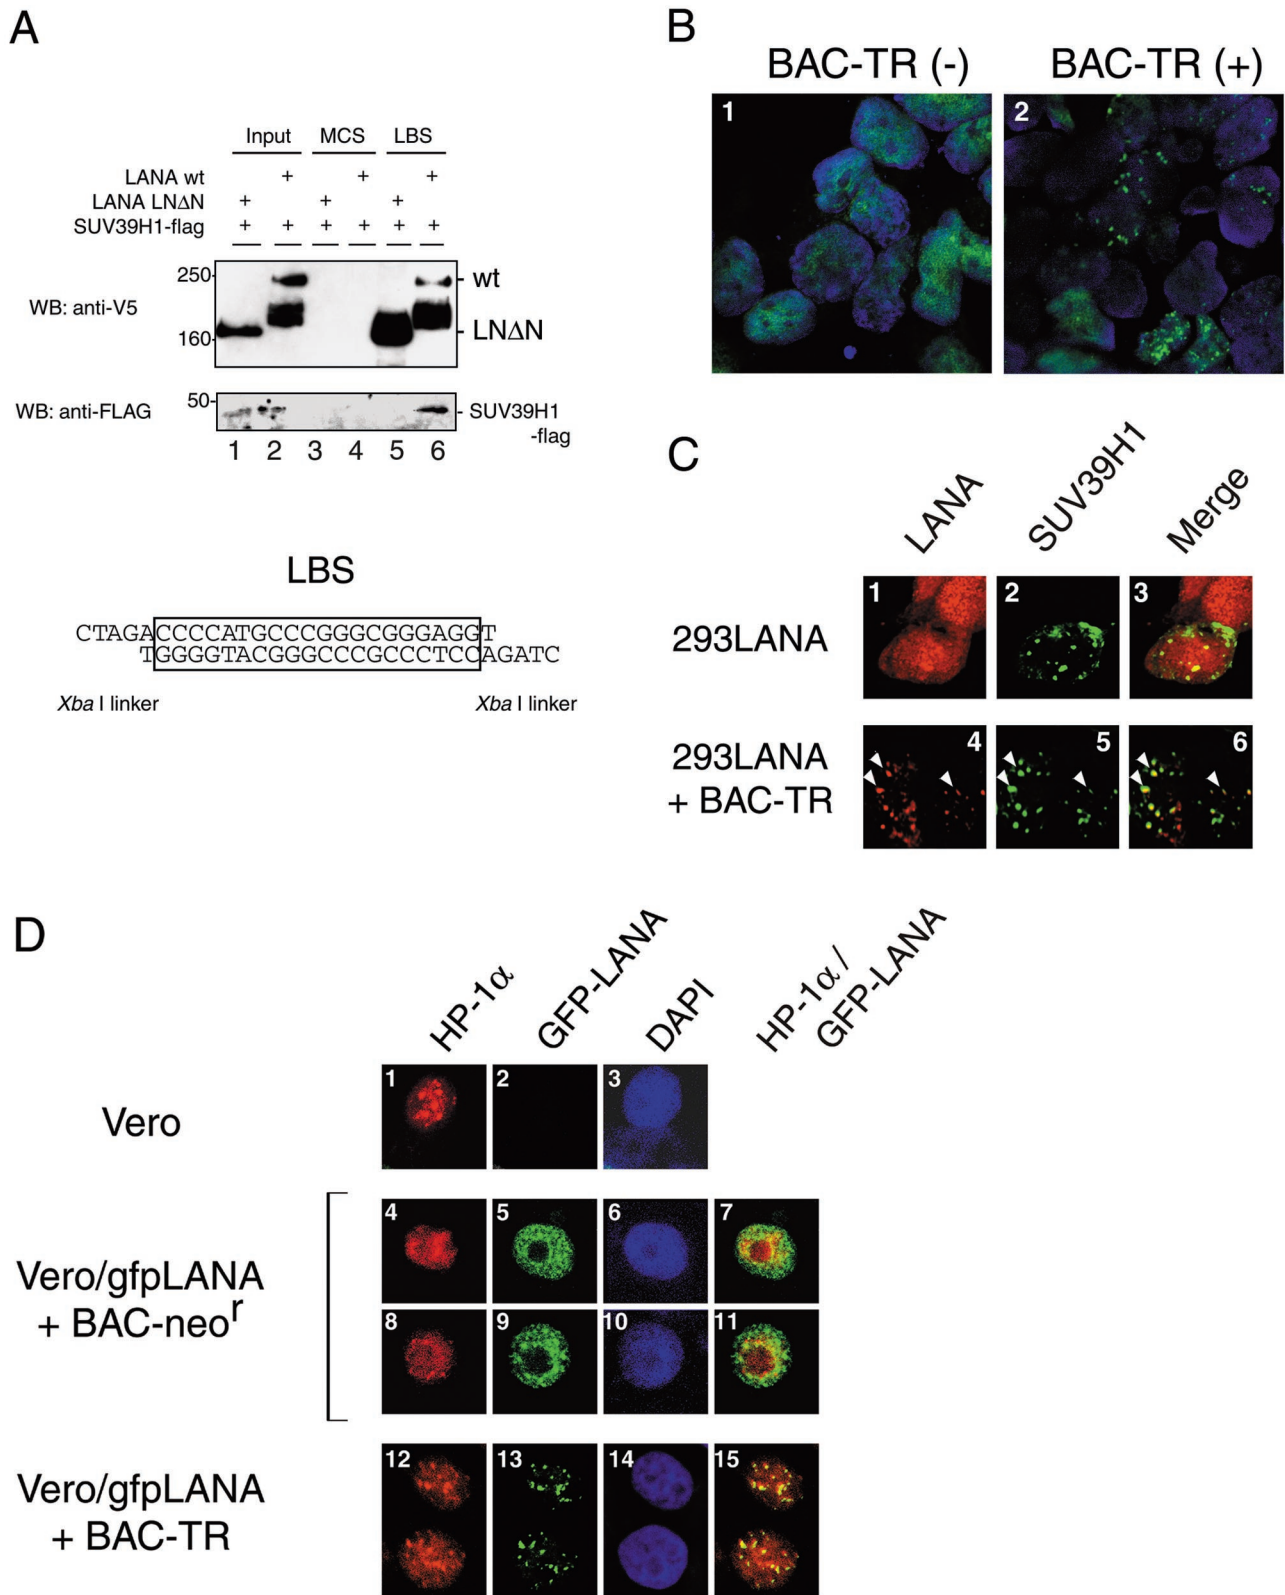 A
Input MCS LBS
LANA wt + + +
LANA LNΔN + + +
SUV39H1-flag + + + + + +
250
wt
WB: anti-V5
160
LNΔN
50
WB: anti-FLAG
SUV39H1
-flag
1 2 3 4 5 6
LBS
CTAGACCCCATGCCCGGGCGGGAGGT
TGGGGTACGGGCCCGCCCTCCAGATC
Xba I linker Xba I linker
B
BAC-TR (-) BAC-TR (+)
1 2
C
LANA SUV39H1 Merge
293LANA
1 2 3
293LANA
+ BAC-TR
4 5 6
D
HP-1α GFP-LANA DAPI HP-1α /
GFP-LANA
Vero
1 2 3
Vero/gfpLANA
+ BAC-neoʳ
4 5 6 7
8 9 10 11
Vero/gfpLANA
+ BAC-TR
12 13 14 15